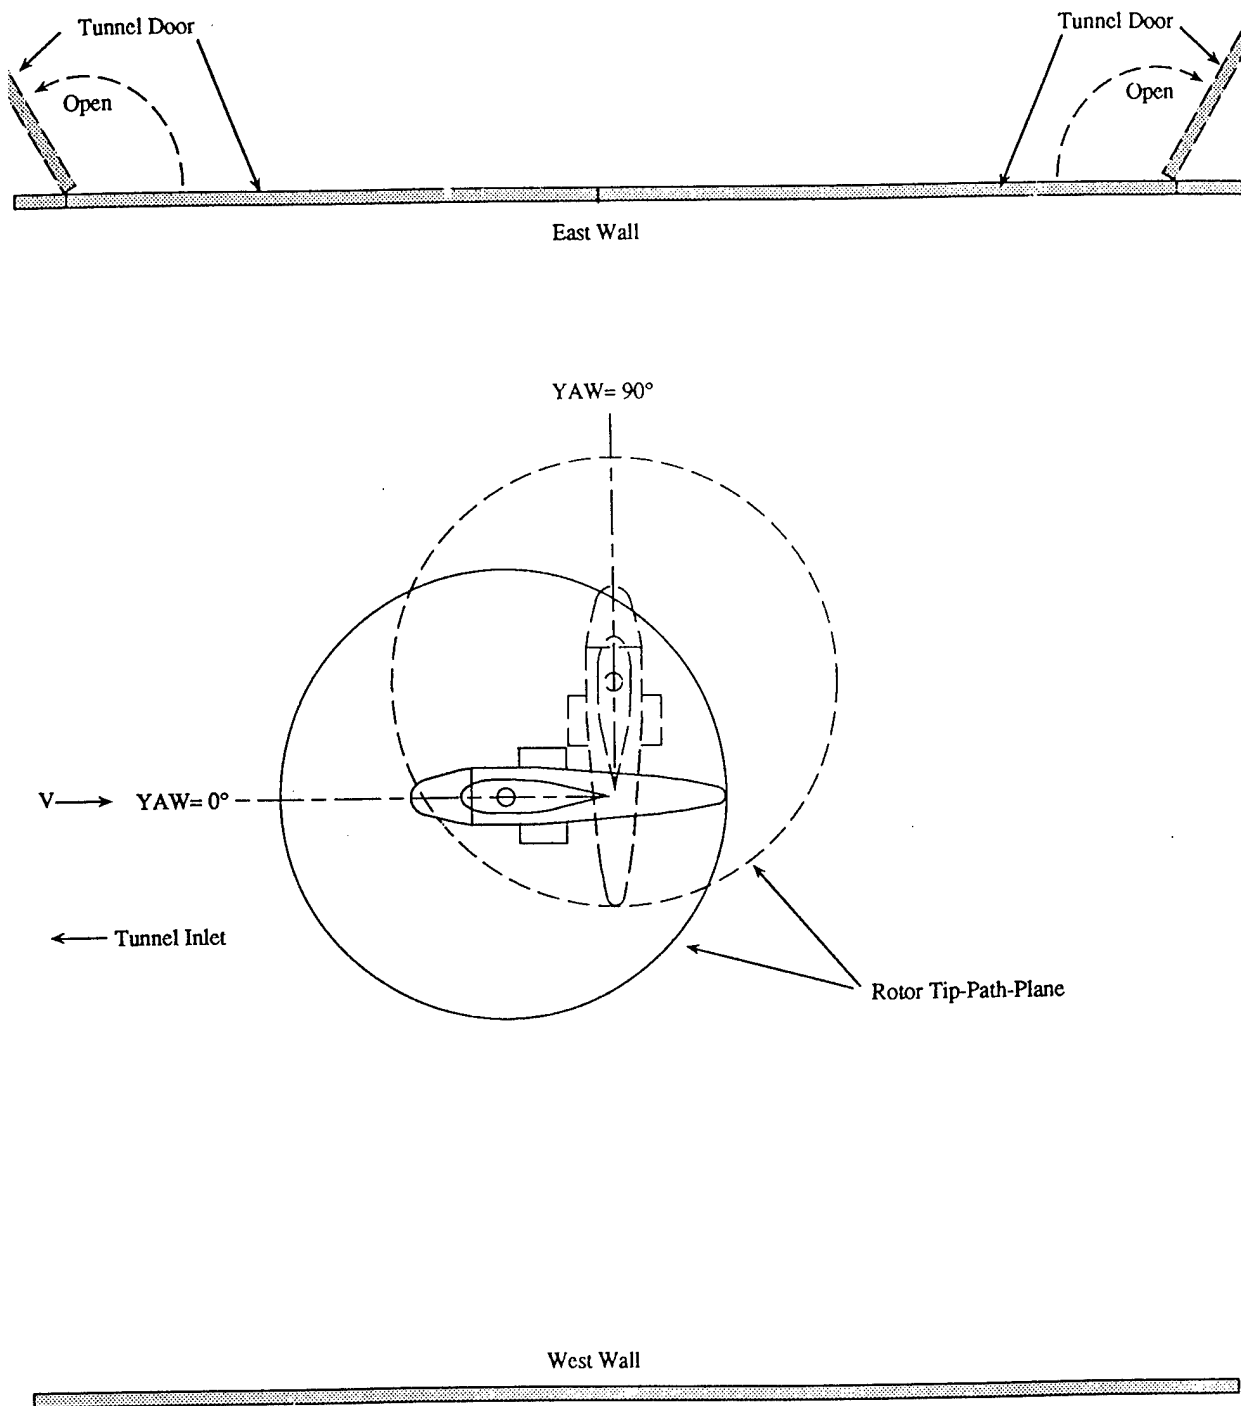 Tunnel Door
Tunnel Door
Open
Open
East Wall
YAW= 90°
V
YAW= 0°
Tunnel Inlet
Rotor Tip-Path-Plane
West Wall